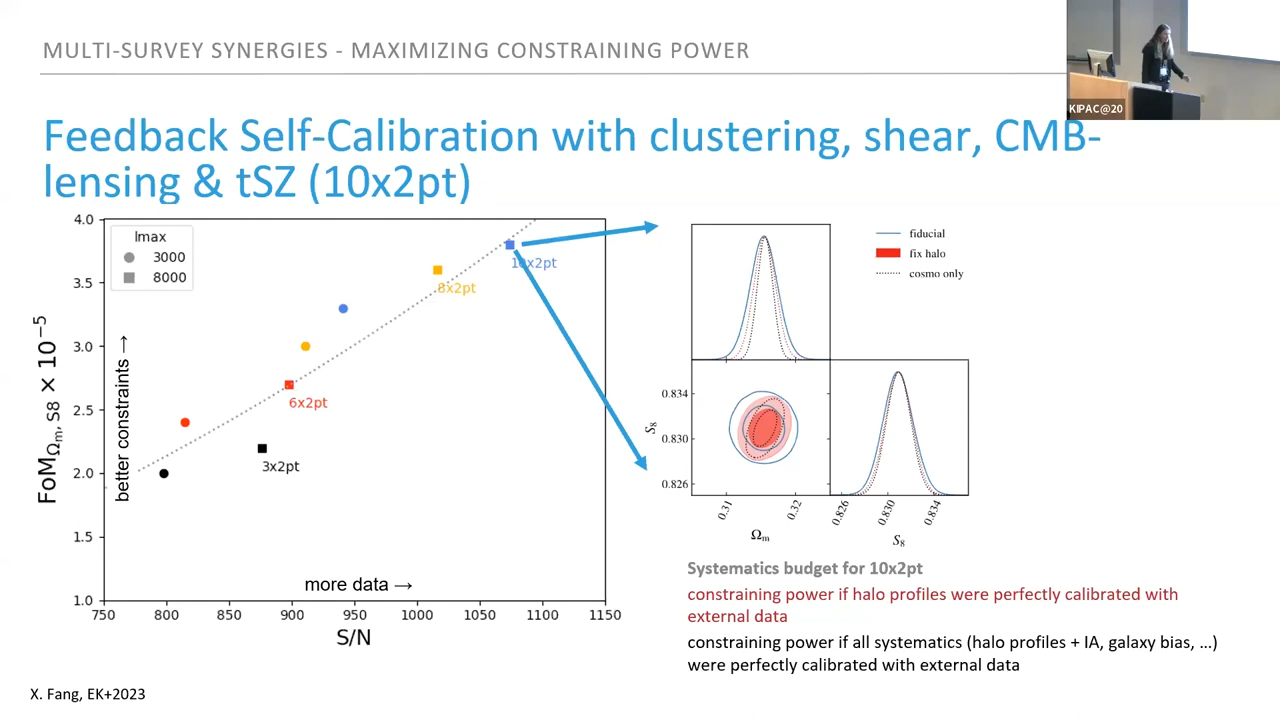 MULTI-SURVEY SYNERGIES - MAXIMIZING CONSTRAINING POWER
KIPAC@20
Feedback Self-Calibration with clustering, shear, CMB-
lensing & tSZ (10x2pt)
4.0
3.5
3.0
2.5
2.0
1.5
1.0
FoM Ωm, S8 × 10⁻⁵
better constraints →
lmax
3000
8000
10x2pt
8x2pt
6x2pt
3x2pt
more data →
750 800 850 900 950 1000 1050 1100 1150
S/N
fiducial
fix halo
cosmo only
0.834
0.830
0.826
S8
0.31 0.32 0.826 0.830 0.834
Ωm S8
Systematics budget for 10x2pt
constraining power if halo profiles were perfectly calibrated with
external data
constraining power if all systematics (halo profiles + IA, galaxy bias, …)
were perfectly calibrated with external data
X. Fang, EK+2023